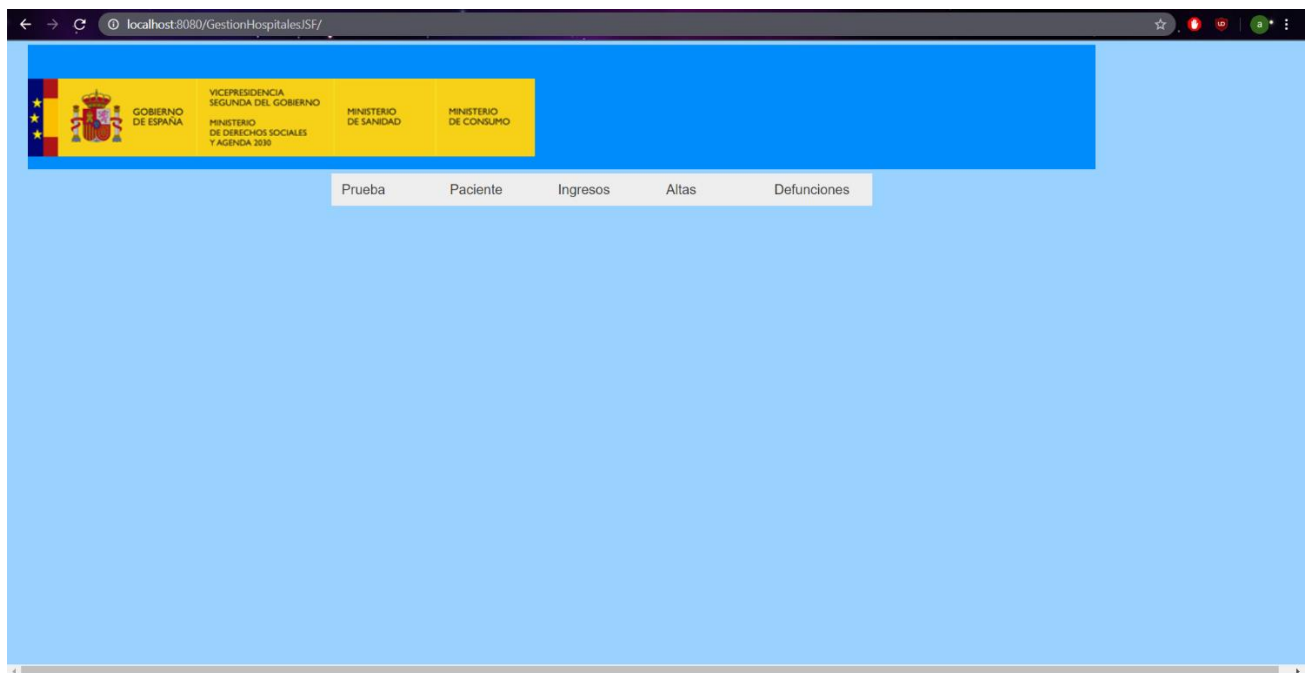 localhost:8080/GestionHospitalesJSF/
a
GOBIERNO
DE ESPAÑA
VICEPRESIDENCIA
SEGUNDA DEL GOBIERNO
MINISTERIO
DE DERECHOS SOCIALES
Y AGENDA 2030
MINISTERIO
DE SANIDAD
MINISTERIO
DE CONSUMO
Prueba Paciente Ingresos Altas Defunciones